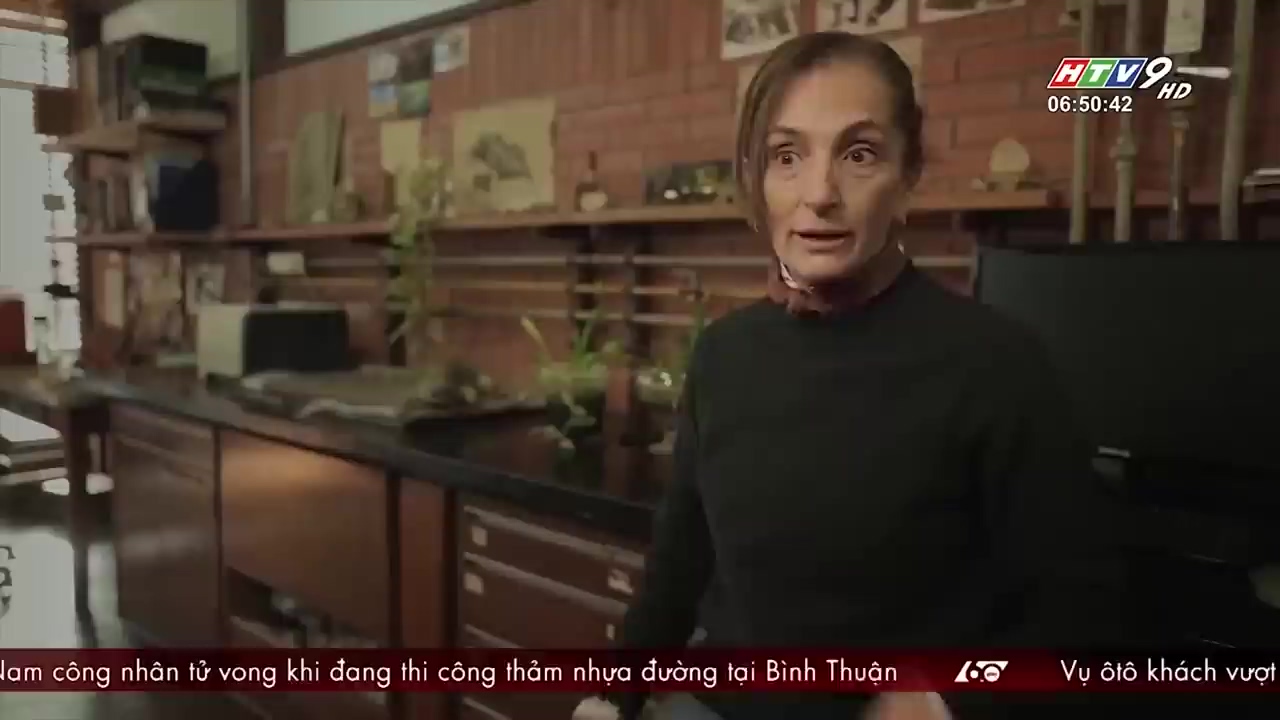 HTV9
HD
06:50:42
Nam công nhân tử vong khi đang thi công thảm nhựa đường tại Bình Thuận
Vụ ôtô khách vượt